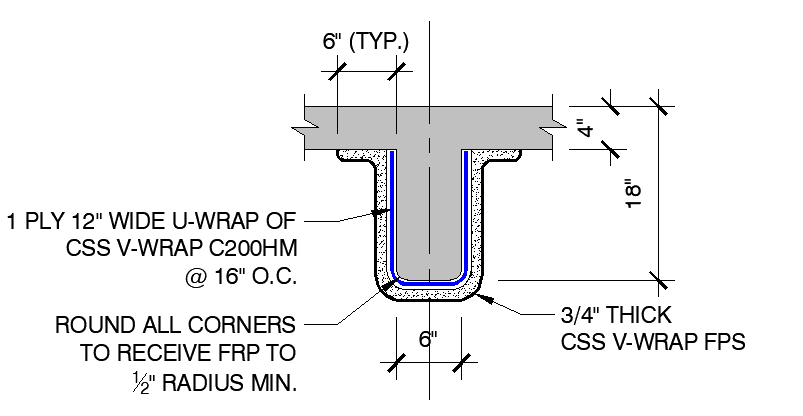 6" (TYP.)
4"
18"
1 PLY 12" WIDE U-WRAP OF
CSS V-WRAP C200HM
@ 16" O.C.
ROUND ALL CORNERS
TO RECEIVE FRP TO
½" RADIUS MIN.
6"
3/4" THICK
CSS V-WRAP FPS